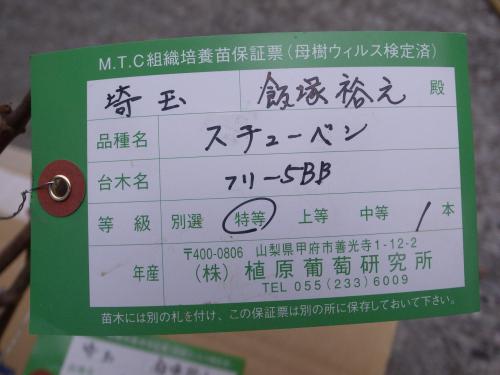 M.T.C組織培養苗保証票(母樹ウィルス検定済)
埼玉 飯塚裕之 殿
品種名 スチューベン
台木名 フリー5BB
等級 別選 特等 上等 中等 1本
〒400-0806 山梨県甲府市善光寺1-12-2
年産 (株)植原葡萄研究所
TEL 055(233)6009
苗木には別の札を付け、この保証票は別の所に保存しておいて下さい。